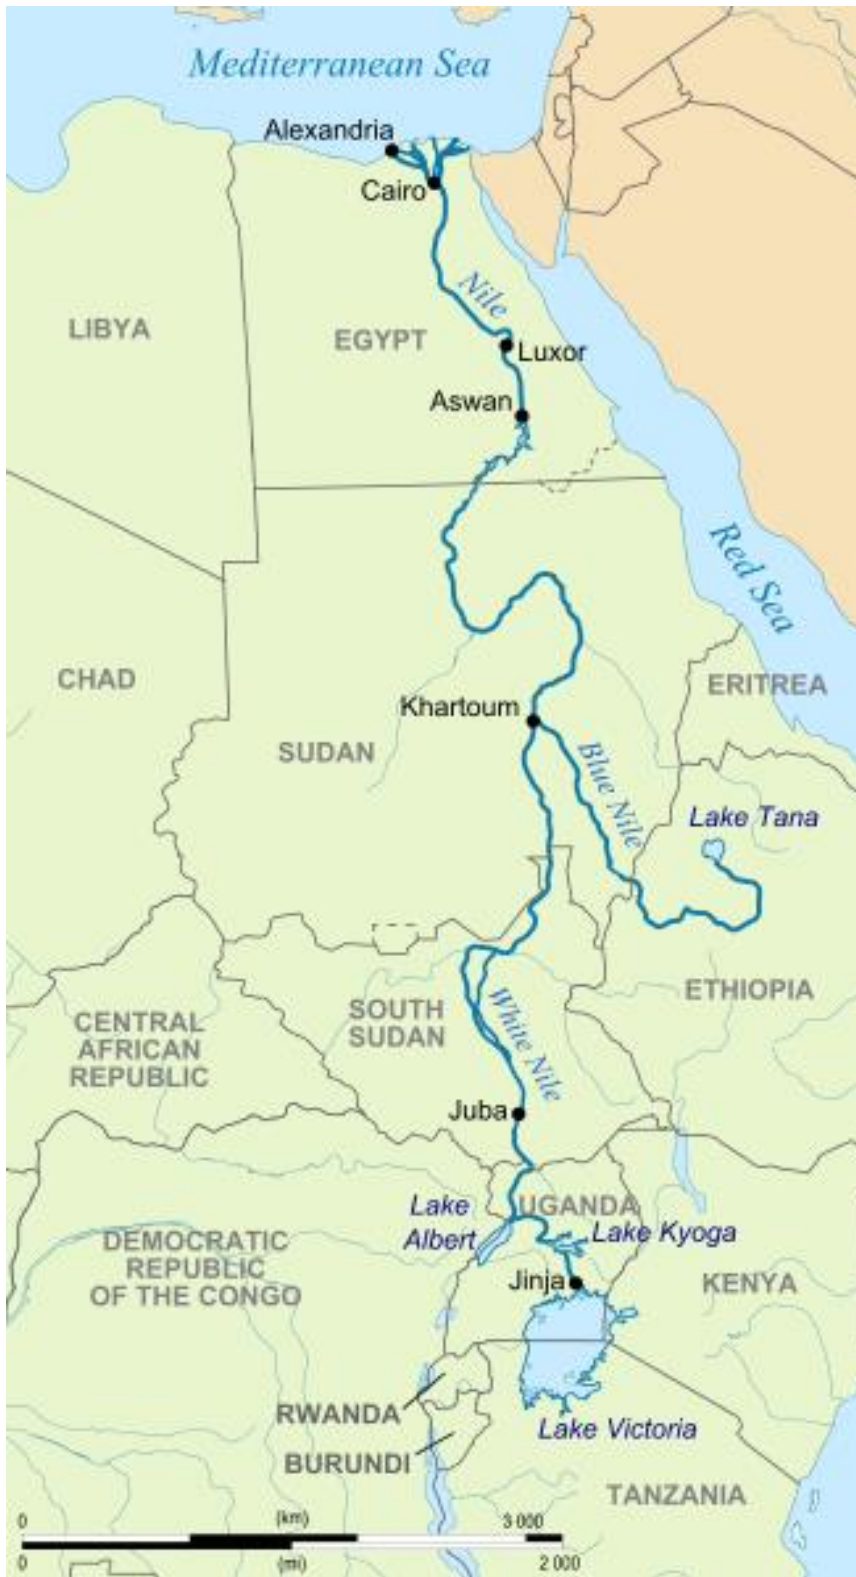 Mediterranean Sea
Alexandria
Cairo
Nile
LIBYA
EGYPT
Luxor
Aswan
Red Sea
CHAD
ERITREA
Khartoum
SUDAN
Blue Nile
Lake Tana
ETHIOPIA
SOUTH
SUDAN
White Nile
CENTRAL
AFRICAN
REPUBLIC
Juba
UGANDA
Lake
Albert
Lake Kyoga
DEMOCRATIC
REPUBLIC
OF THE CONGO
Jinja
KENYA
RWANDA
Lake Victoria
BURUNDI
TANZANIA
0 (km) 3 000
0 (mi) 2 000